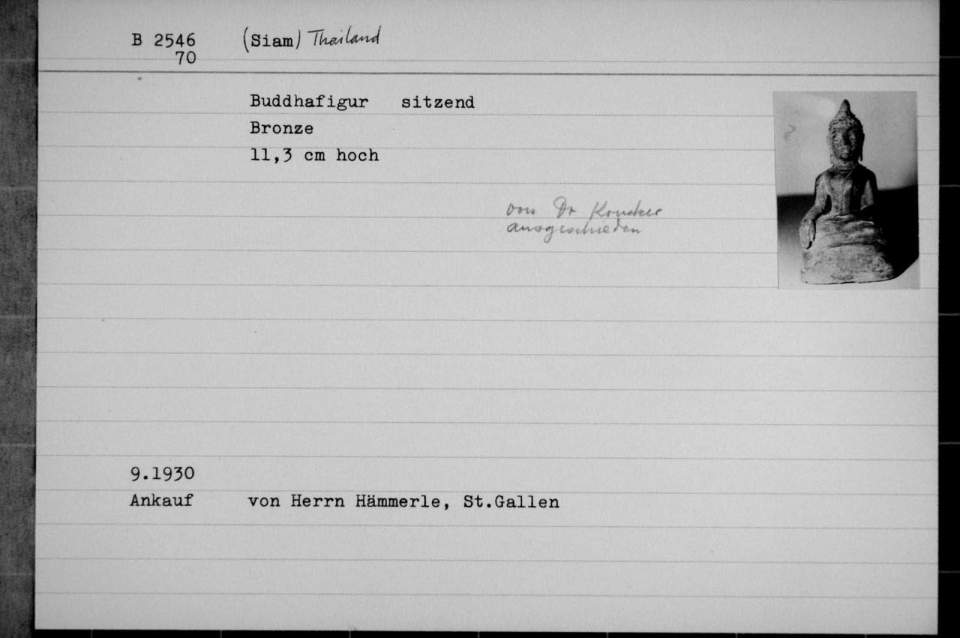 B 2546 (Siam) Thailand
70
Buddhafigur sitzend
Bronze
11,3 cm hoch
von Dr
ausgeschieden
9.1930
Ankauf von Herrn Hämmerle, St.Gallen